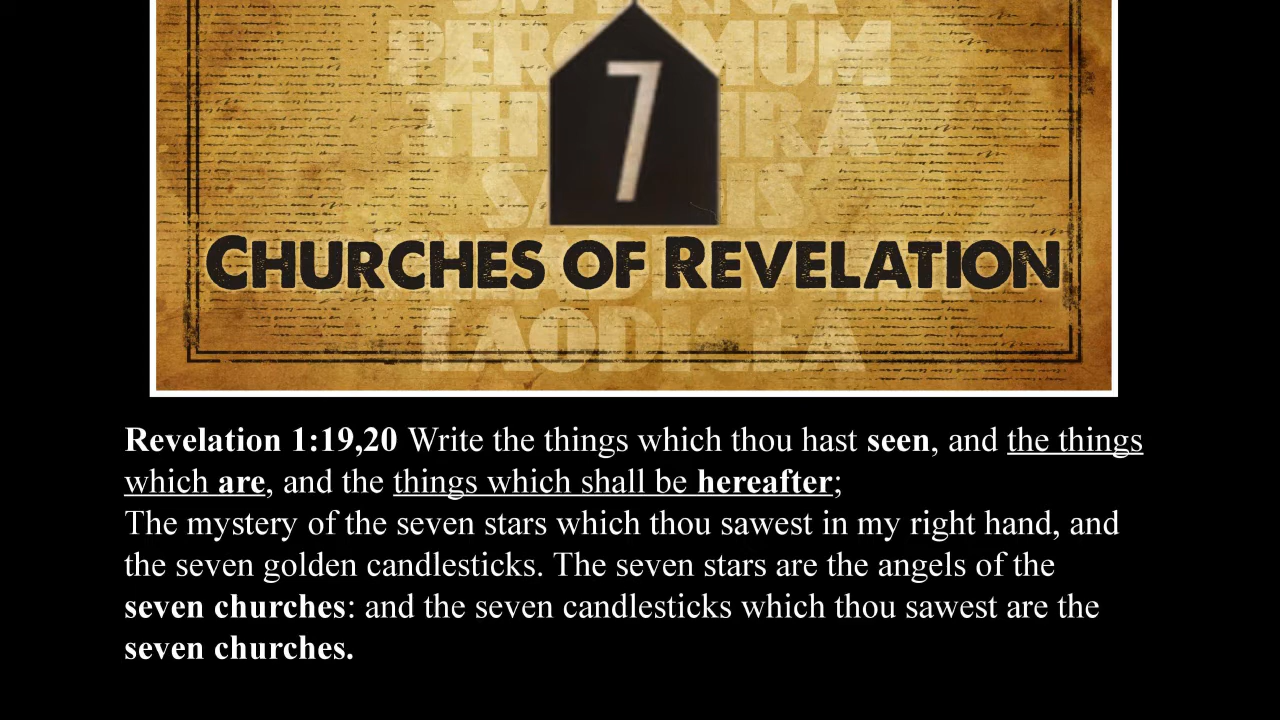 SMYRNA
PERGAMUM
7
CHURCHES OF REVELATION
LAODICEA
Revelation 1:19,20 Write the things which thou hast seen, and the things
which are, and the things which shall be hereafter;
The mystery of the seven stars which thou sawest in my right hand, and
the seven golden candlesticks. The seven stars are the angels of the
seven churches: and the seven candlesticks which thou sawest are the
seven churches.